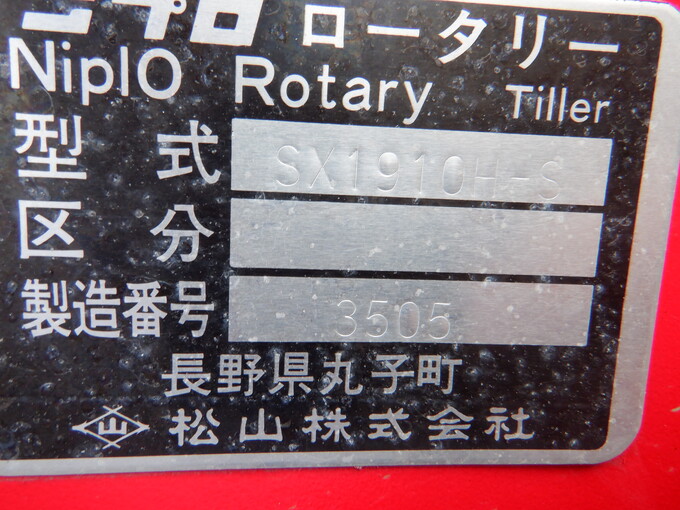 ニプロ ロータリー
NiplO Rotary Tiller
型式 SX1910H-S
区分
製造番号 3505
長野県丸子町
松山株式会社